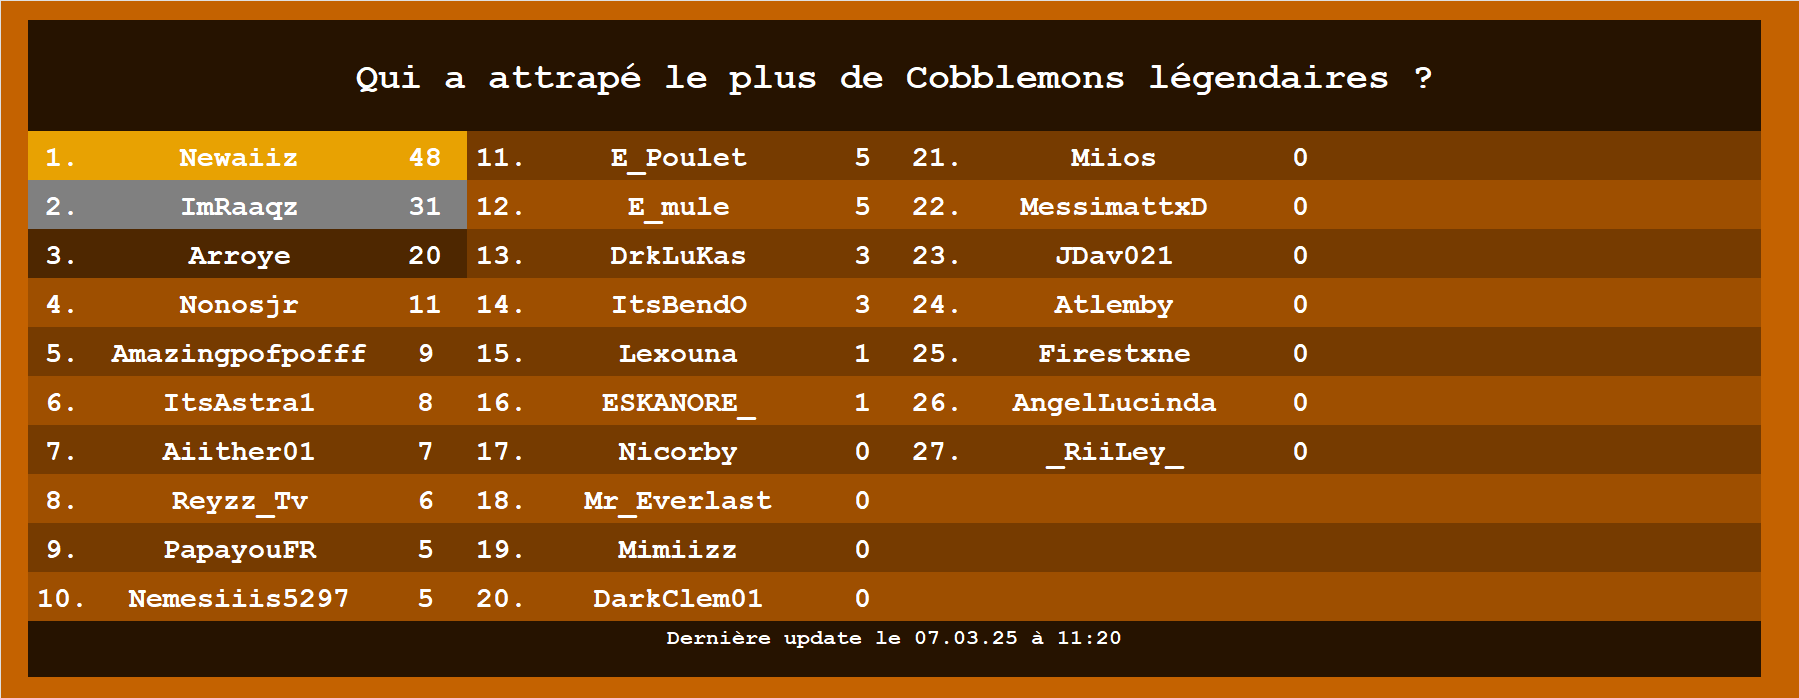 Qui a attrapé le plus de Cobblemons légendaires ?
1. Newaiiz 48 11. E_Poulet 5 21. Miios 0
2. ImRaaqz 31 12. E_mule 5 22. MessimattxD 0
3. Arroye 20 13. DrkLuKas 3 23. JDav021 0
4. Nonosjr 11 14. ItsBendO 3 24. Atlemby 0
5. Amazingpofpofff 9 15. Lexouna 1 25. Firestxne 0
6. ItsAstra1 8 16. ESKANORE_ 1 26. AngelLucinda 0
7. Aiither01 7 17. Nicorby 0 27. _RiiLey_ 0
8. Reyzz_Tv 6 18. Mr_Everlast 0
9. PapayouFR 5 19. Mimiizz 0
10. Nemesiiis5297 5 20. DarkClem01 0
Dernière update le 07.03.25 à 11:20